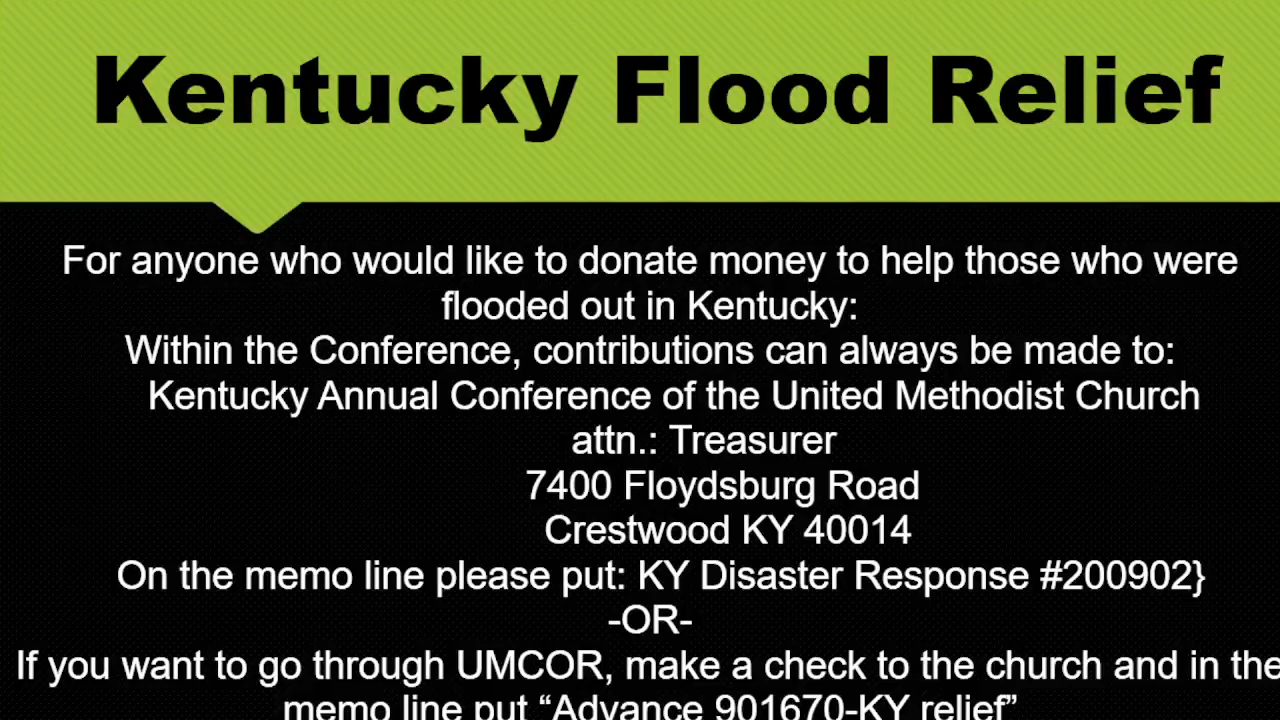 Kentucky Flood Relief
For anyone who would like to donate money to help those who were
flooded out in Kentucky:
Within the Conference, contributions can always be made to:
Kentucky Annual Conference of the United Methodist Church
attn.: Treasurer
7400 Floydsburg Road
Crestwood KY 40014
On the memo line please put: KY Disaster Response #200902}
-OR-
If you want to go through UMCOR, make a check to the church and in the
memo line put “Advance 901670-KY relief”